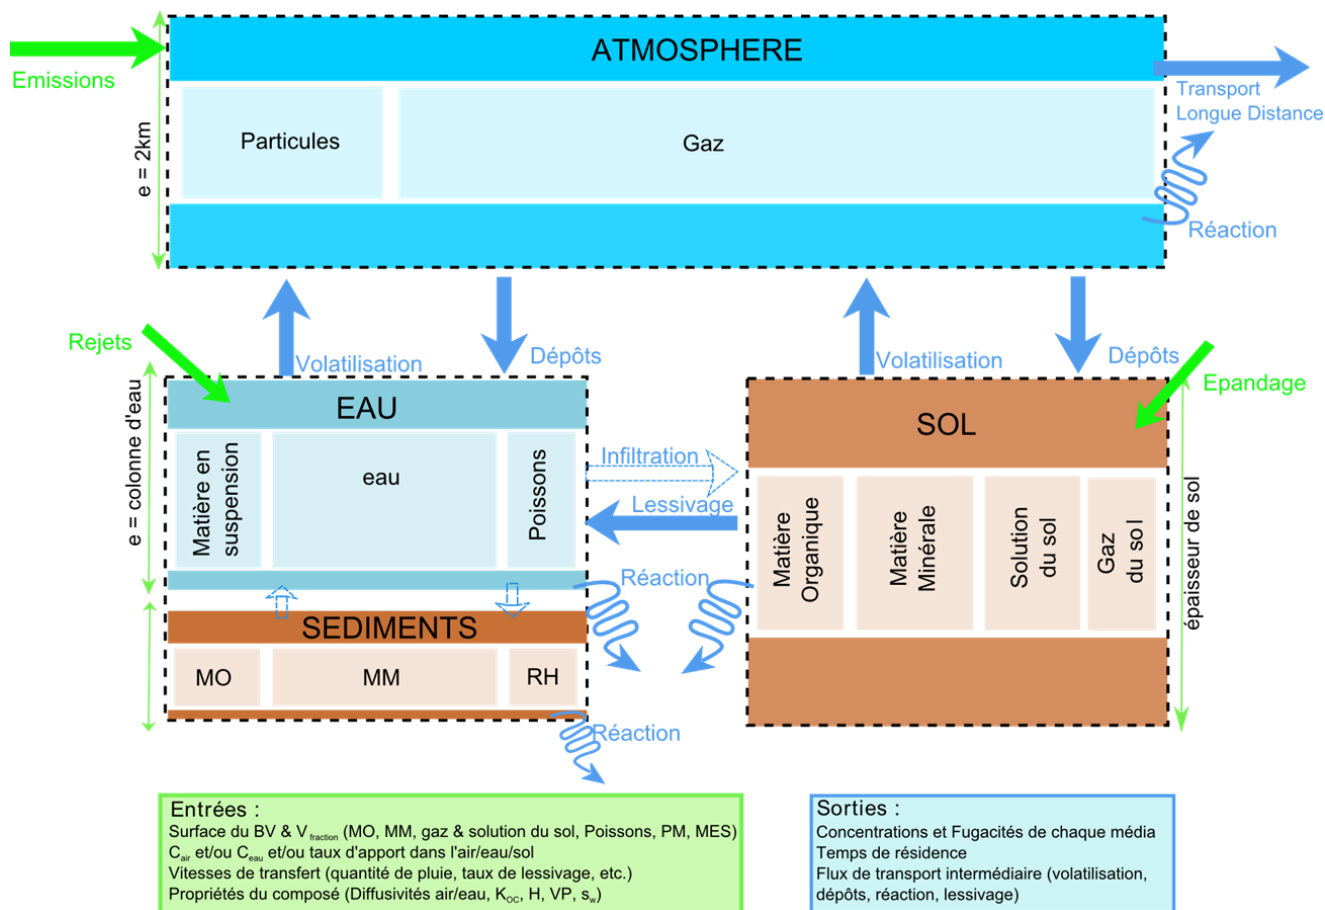 ATMOSPHERE
Emissions
Transport
Longue Distance
e = 2km
Particules
Gaz
Réaction
Rejets
Volatilisation
Dépôts
Volatilisation
Dépôts
Epandage
e = colonne d'eau
EAU
SOL
Matière en
suspension
eau
Poissons
Infiltration
Lessivage
Matière
Organique
Matière
Minérale
Solution
du sol
Gaz
du sol
épaisseur de sol
Réaction
SEDIMENTS
MO
MM
RH
Réaction
Entrées :
Surface du BV & V fraction (MO, MM, gaz & solution du sol, Poissons, PM, MES)
Cair et/ou Ceau et/ou taux d'apport dans l'air/eau/sol
Vitesses de transfert (quantité de pluie, taux de lessivage, etc.)
Propriétés du composé (Diffusivités air/eau, KOC, H, VP, sw)
Sorties :
Concentrations et Fugacités de chaque média
Temps de résidence
Flux de transport intermédiaire (volatilisation,
dépôts, réaction, lessivage)